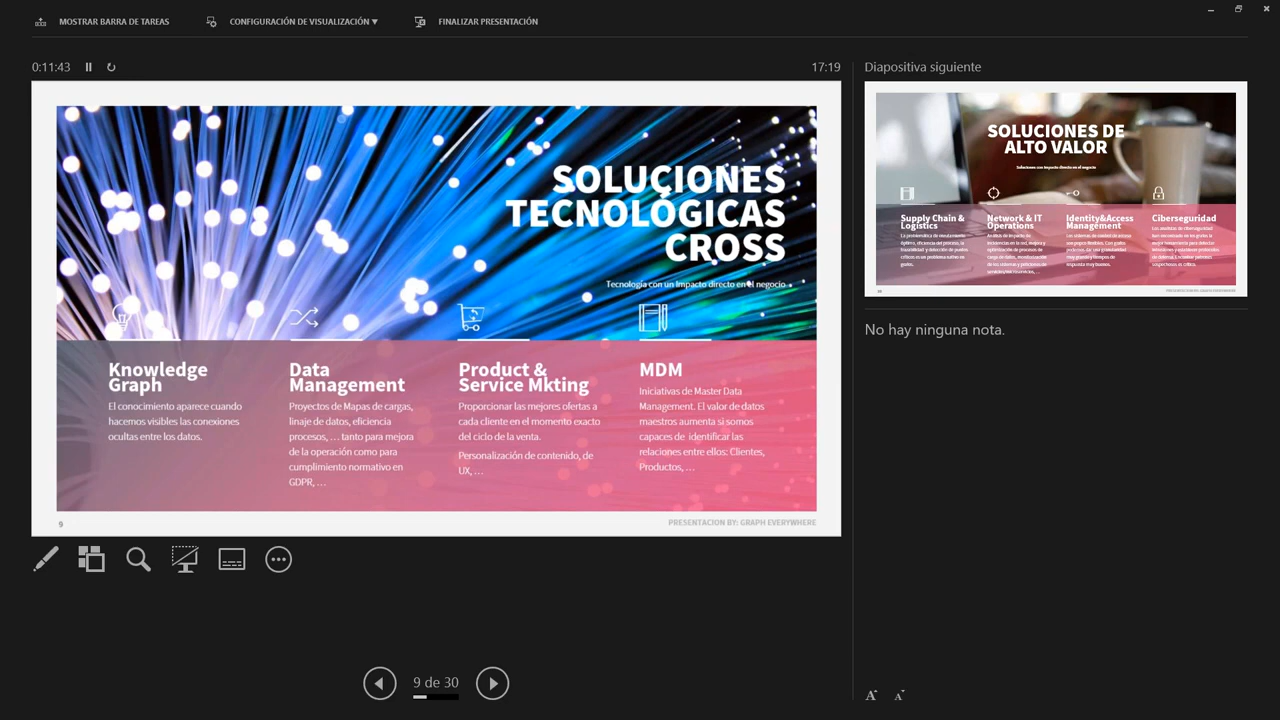 MOSTRAR BARRA DE TAREAS
CONFIGURACIÓN DE VISUALIZACIÓN ▼
FINALIZAR PRESENTACIÓN
0:11:43
17:19
SOLUCIONES
TECNOLÓGICAS
CROSS
Tecnología con un Impacto directo en el negocio
Knowledge
Graph
El conocimiento aparece cuando
hacemos visibles las conexiones
ocultas entre los datos.
Data
Management
Proyectos de Mapas de cargas,
linaje de datos, eficiencia
procesos, … tanto para mejora
de la operación como para
cumplimiento normativo en
GDPR, …
Product &
Service Mkting
Proporcionar las mejores ofertas a
cada cliente en el momento exacto
del ciclo de la venta.
Personalización de contenido, de
UX, …
MDM
Iniciativas de Master Data
Management. El valor de datos
maestros aumenta si somos
capaces de identificar las
relaciones entre ellos: Clientes,
Productos, …
9
PRESENTACION BY: GRAPH EVERYWHERE
9 de 30
Diapositiva siguiente
SOLUCIONES DE
ALTO VALOR
Soluciones con impacto directo en el negocio
Supply Chain &
Logistics
Network & IT
Operations
Identity&Access
Management
Ciberseguridad
No hay ninguna nota.
A
A